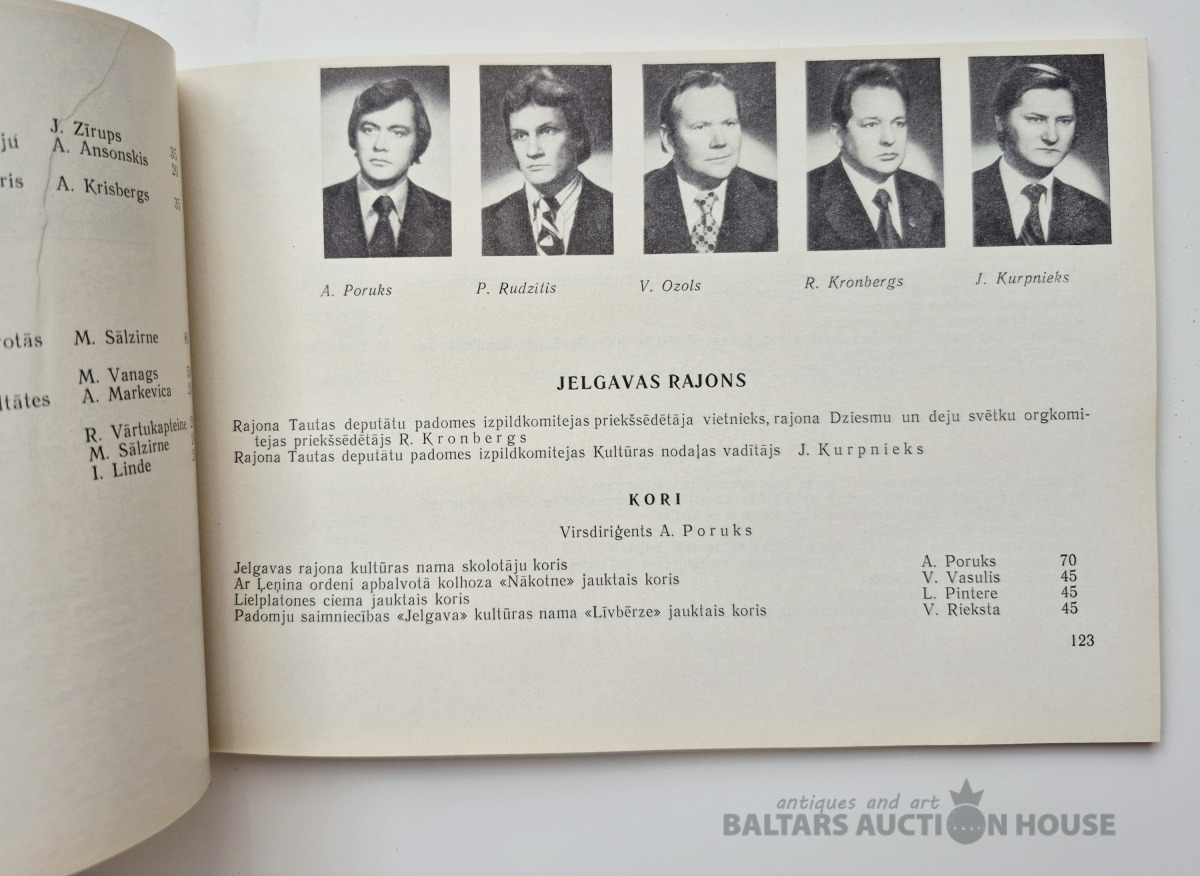 J. Zīrups
A. Ansonskis 35
A. Krisbergs 20
35
M. Sālzirne
M. Vanags
A. Markevica
R. Vārtukapteine
M. Sālzirne
I. Linde
A. Poruks
P. Rudzītis
V. Ozols
R. Kronbergs
J. Kurpnieks
JELGAVAS RAJONS
Rajona Tautas deputātu padomes izpildkomitejas priekšsēdētāja vietnieks, rajona Dziesmu un deju svētku orgkomi-
tejas priekšsēdētājs R. Kronbergs
Rajona Tautas deputātu padomes izpildkomitejas Kultūras nodaļas vadītājs J. Kurpnieks
KORI
Virsdiriģents A. Poruks
Jelgavas rajona kultūras nama skolotāju koris A. Poruks 70
Ar Ļeņina ordeni apbalvotā kolhoza «Nākotne» jauktais koris V. Vasulis 45
Lielplatones ciema jauktais koris L. Pintere 45
Padomju saimniecības «Jelgava» kultūras nama «Līvbērze» jauktais koris V. Rieksta 45
123
antiques and art
BALTARS AUCTION HOUSE